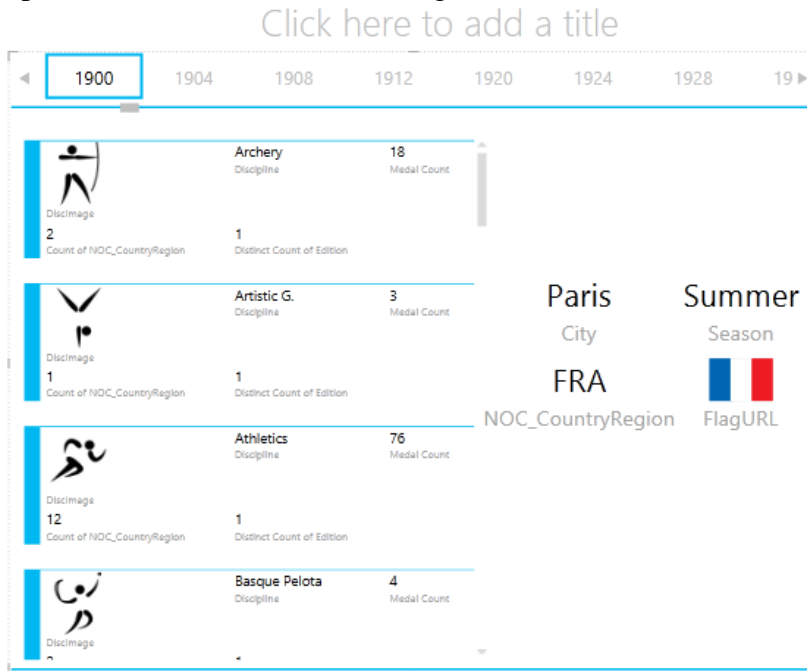 Click here to add a title
1900 1904 1908 1912 1920 1924 1928 19
Archery 18
Discipline Medal Count
DiscImage
2 1
Count of NOC_CountryRegion Distinct Count of Edition
Artistic G. 3
Discipline Medal Count
DiscImage
1 1
Count of NOC_CountryRegion Distinct Count of Edition
Athletics 76
Discipline Medal Count
DiscImage
12 1
Count of NOC_CountryRegion Distinct Count of Edition
Basque Pelota 4
Discipline Medal Count
DiscImage
Paris Summer
City Season
FRA
NOC_CountryRegion FlagURL